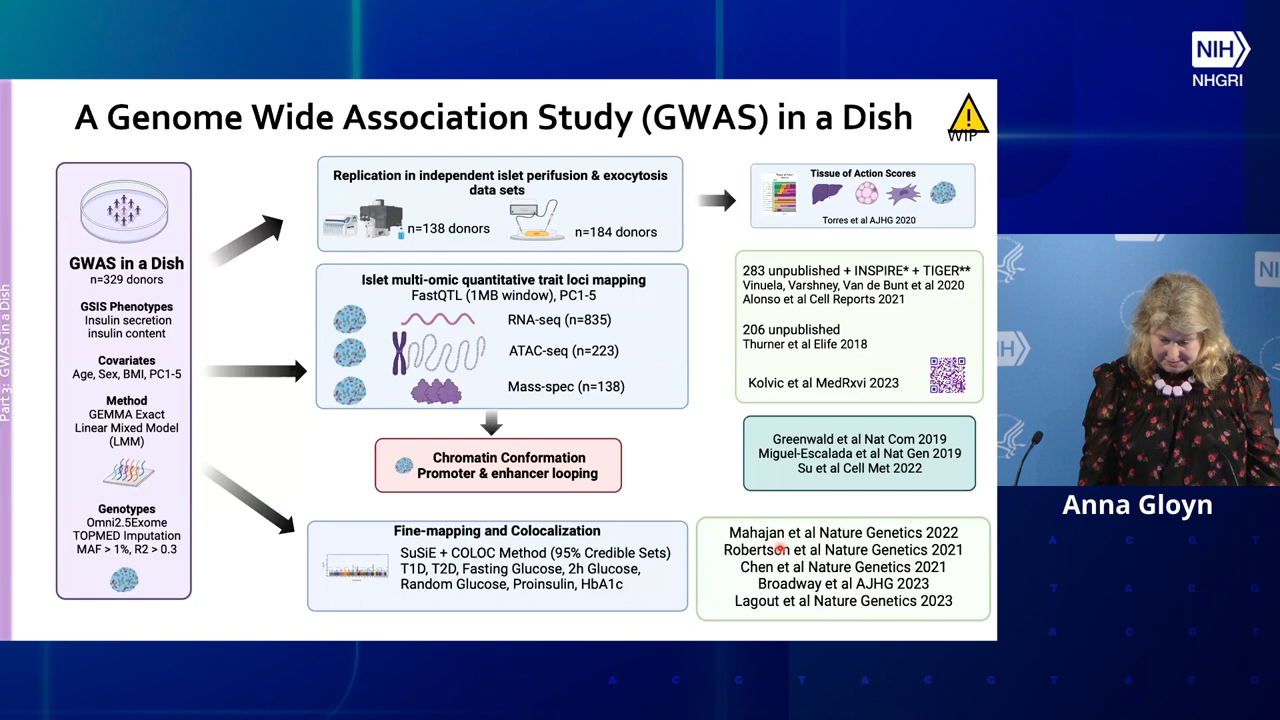 NIH
NHGRI
A Genome Wide Association Study (GWAS) in a Dish
WIP
Part 3: GWAS in a Dish
GWAS in a Dish
n=329 donors
GSIS Phenotypes
Insulin secretion
insulin content
Covariates
Age, Sex, BMI, PC1-5
Method
GEMMA Exact
Linear Mixed Model
(LMM)
Genotypes
Omni2.5Exome
TOPMED Imputation
MAF > 1%, R2 > 0.3
Replication in independent islet perifusion & exocytosis
data sets
n=138 donors
n=184 donors
Tissue of Action Scores
Torres et al AJHG 2020
Islet multi-omic quantitative trait loci mapping
FastQTL (1MB window), PC1-5
RNA-seq (n=835)
ATAC-seq (n=223)
Mass-spec (n=138)
283 unpublished + INSPIRE* + TIGER**
Vinuela, Varshney, Van de Bunt et al 2020
Alonso et al Cell Reports 2021
206 unpublished
Thurner et al Elife 2018
Kolvic et al MedRxvi 2023
Chromatin Conformation
Promoter & enhancer looping
Greenwald et al Nat Com 2019
Miguel-Escalada et al Nat Gen 2019
Su et al Cell Met 2022
Fine-mapping and Colocalization
SuSiE + COLOC Method (95% Credible Sets)
T1D, T2D, Fasting Glucose, 2h Glucose,
Random Glucose, Proinsulin, HbA1c
Mahajan et al Nature Genetics 2022
Robertson et al Nature Genetics 2021
Chen et al Nature Genetics 2021
Broadway et al AJHG 2023
Lagout et al Nature Genetics 2023
Anna Gloyn
A C G T
T A C G T
A C G T
A C G T A C G T A C G